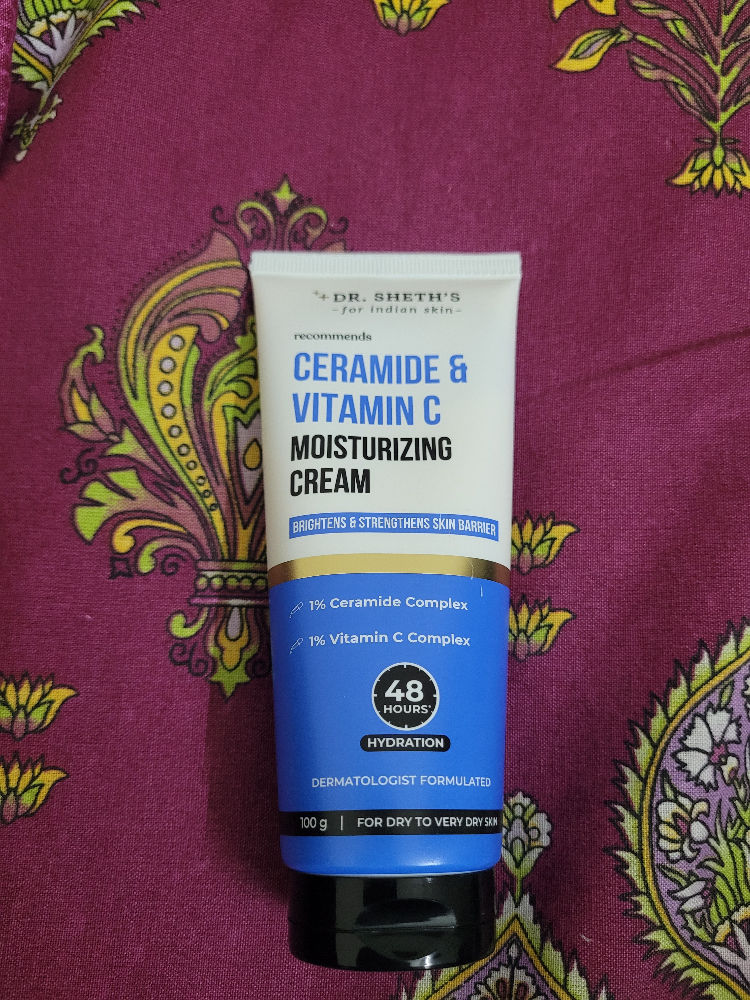 DR. SHETH'S
-for indian skin-
recommends
CERAMIDE &
VITAMIN C
MOISTURIZING
CREAM
BRIGHTENS & STRENGTHENS SKIN BARRIER
1% Ceramide Complex
1% Vitamin C Complex
48
HOURS*
HYDRATION
DERMATOLOGIST FORMULATED
100 g | FOR DRY TO VERY DRY SKIN